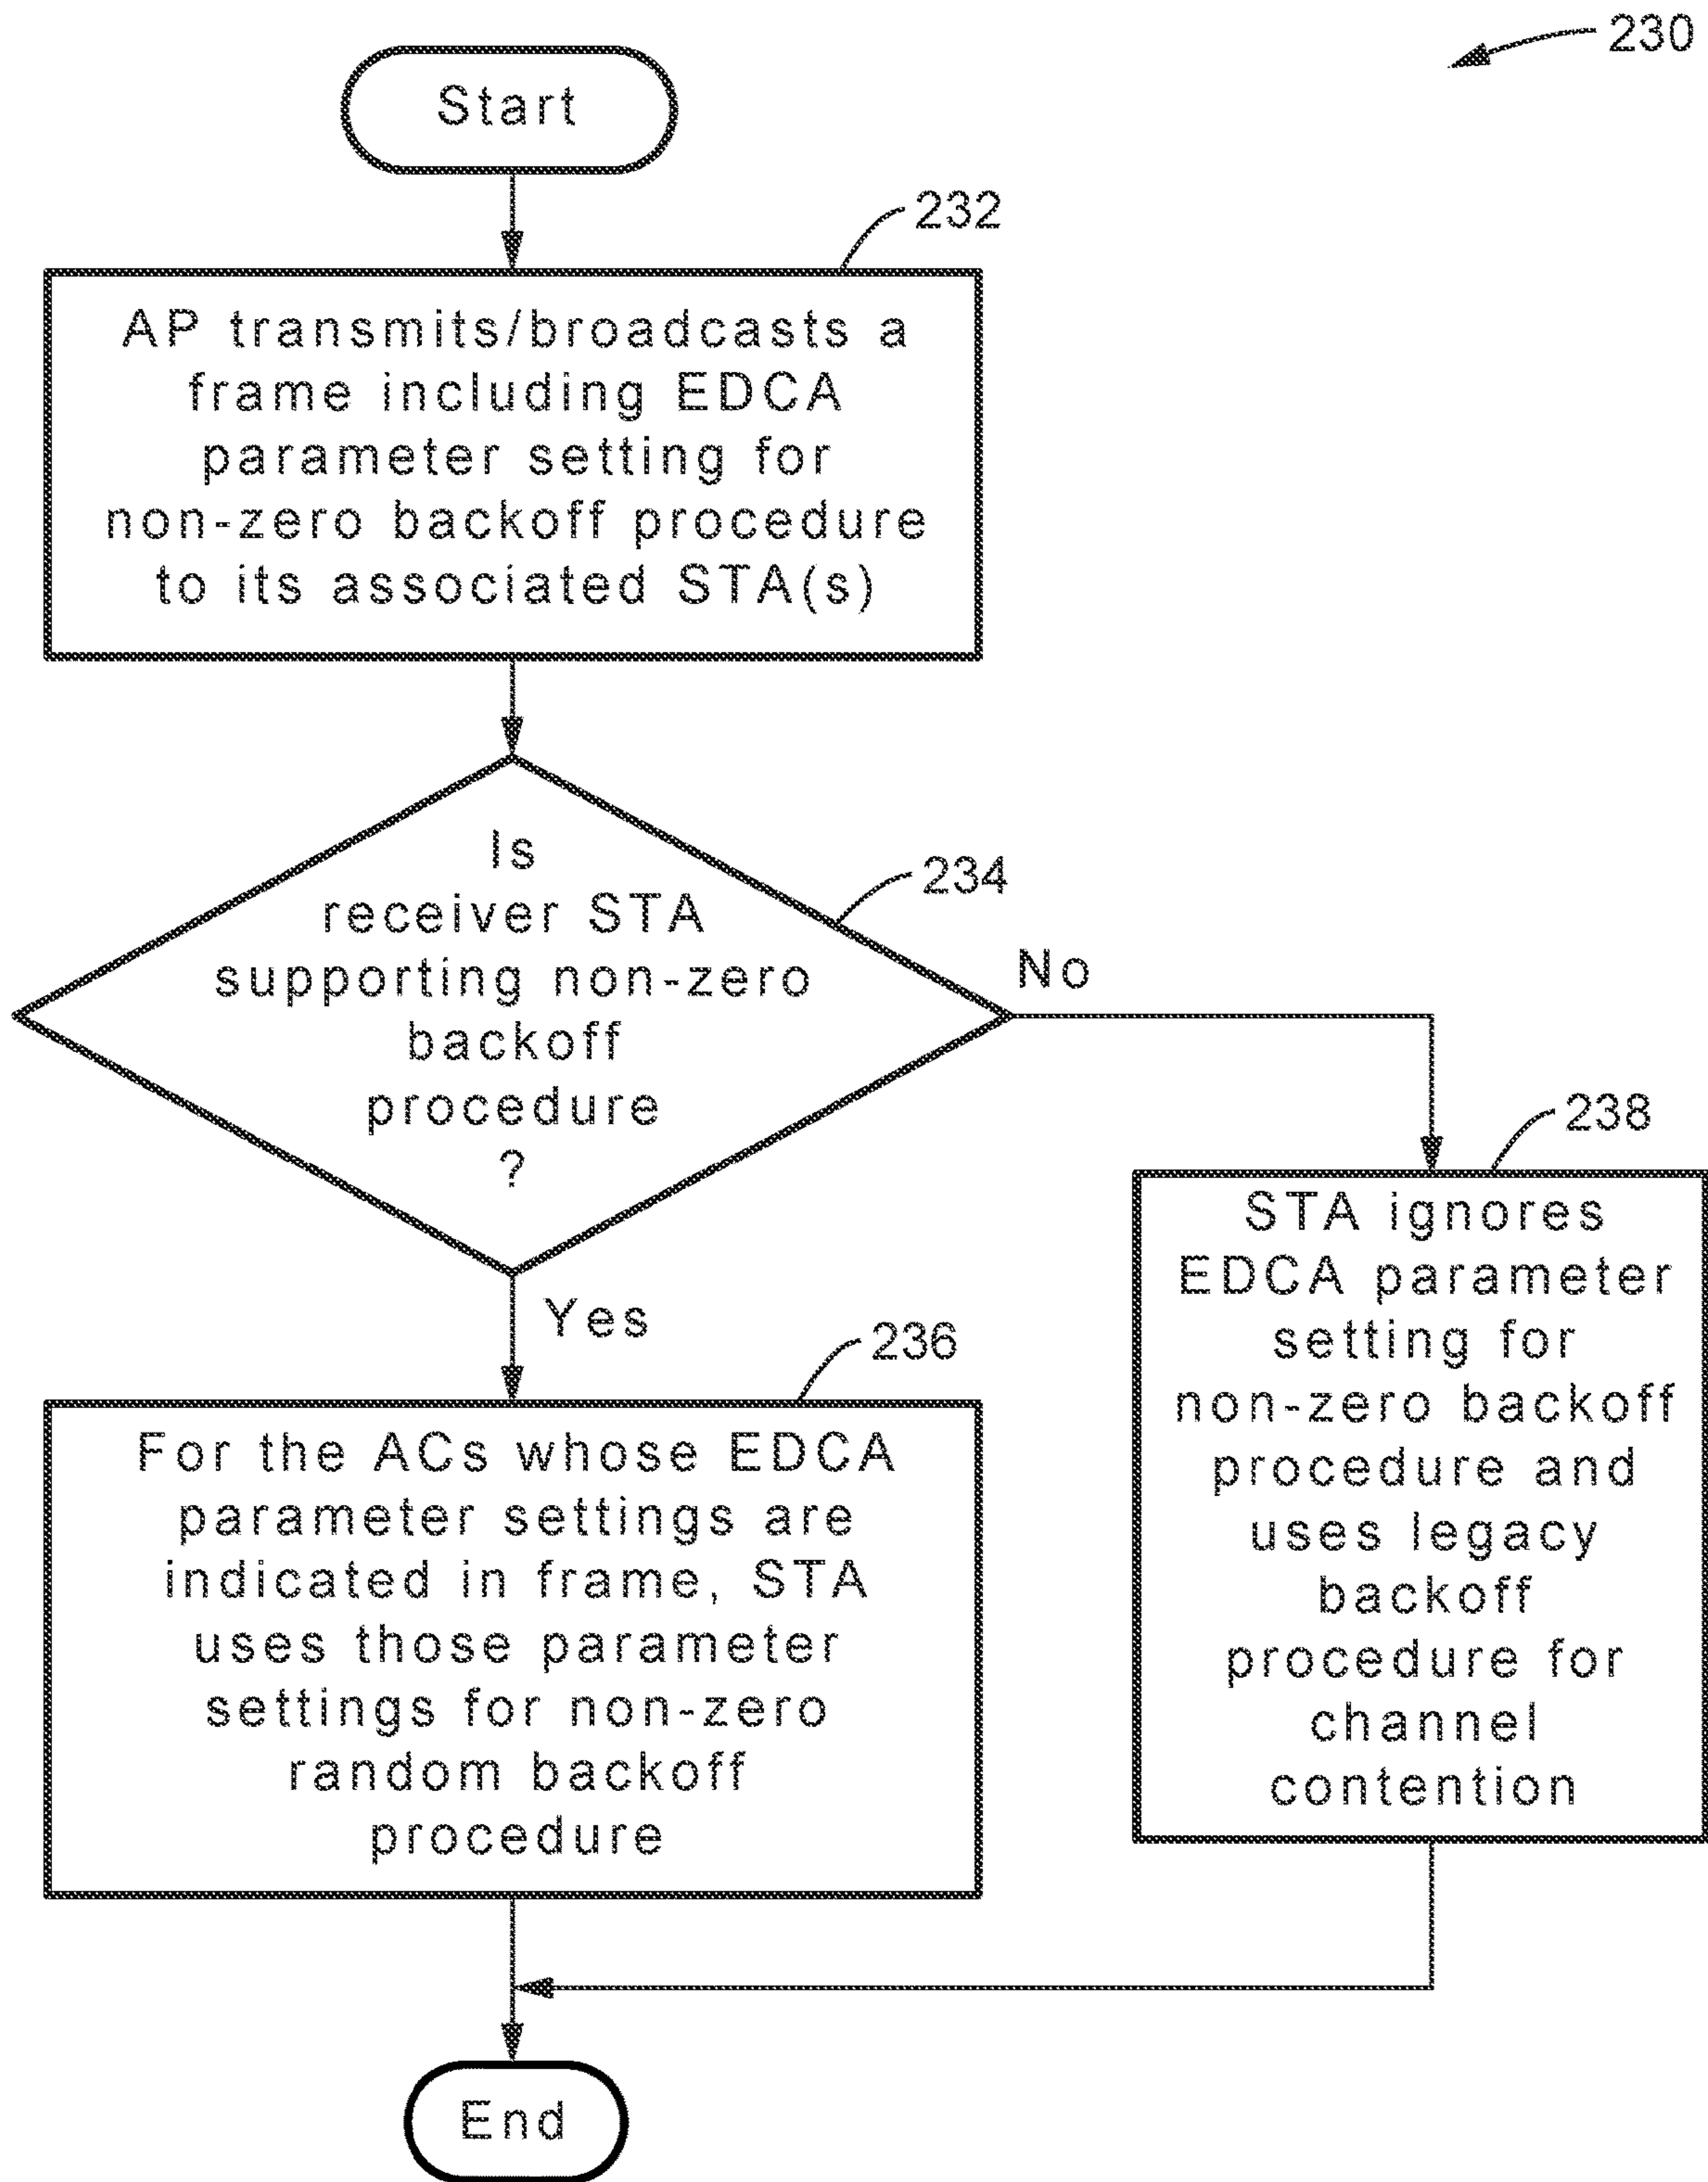 230
Start
232
AP transmits/broadcasts a
frame including EDCA
parameter setting for
non-zero backoff procedure
to its associated STA(s)
Is
receiver STA
supporting non-zero
backoff
procedure
?
234
No
Yes
236
For the ACs whose EDCA
parameter settings are
indicated in frame, STA
uses those parameter
settings for non-zero
random backoff
procedure
238
STA ignores
EDCA parameter
setting for
non-zero backoff
procedure and
uses legacy
backoff
procedure for
channel
contention
End